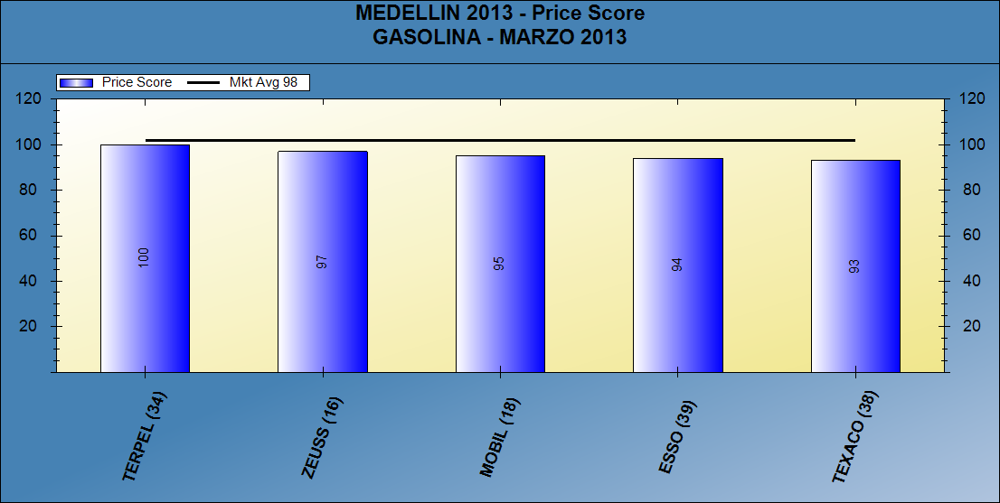 MEDELLIN 2013 - Price Score
GASOLINA - MARZO 2013
Price Score Mkt Avg 98
120 120
100 100
80 80
60 60
40 40
20 20
100 97 95 94 93
TERPEL (34) ZEUSS (16) MOBIL (18) ESSO (39) TEXACO (38)